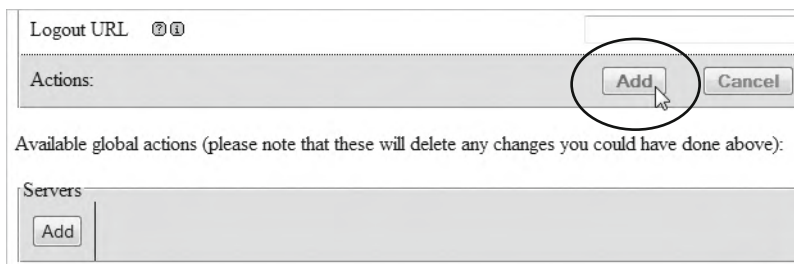 Logout URL
Actions: Add Cancel
Available global actions (please note that these will delete any changes you could have done above):
Servers
Add